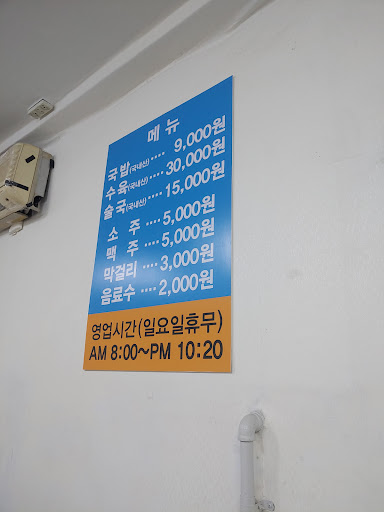 메뉴
국밥(국내산)···· 9,000원
수육(국내산)···· 30,000원
술국(국내산)···· 15,000원
소주 ···· 5,000원
맥주 ···· 5,000원
막걸리 ···· 3,000원
음료수 ···· 2,000원
영업시간(일요일휴무)
AM 8:00~PM 10:20